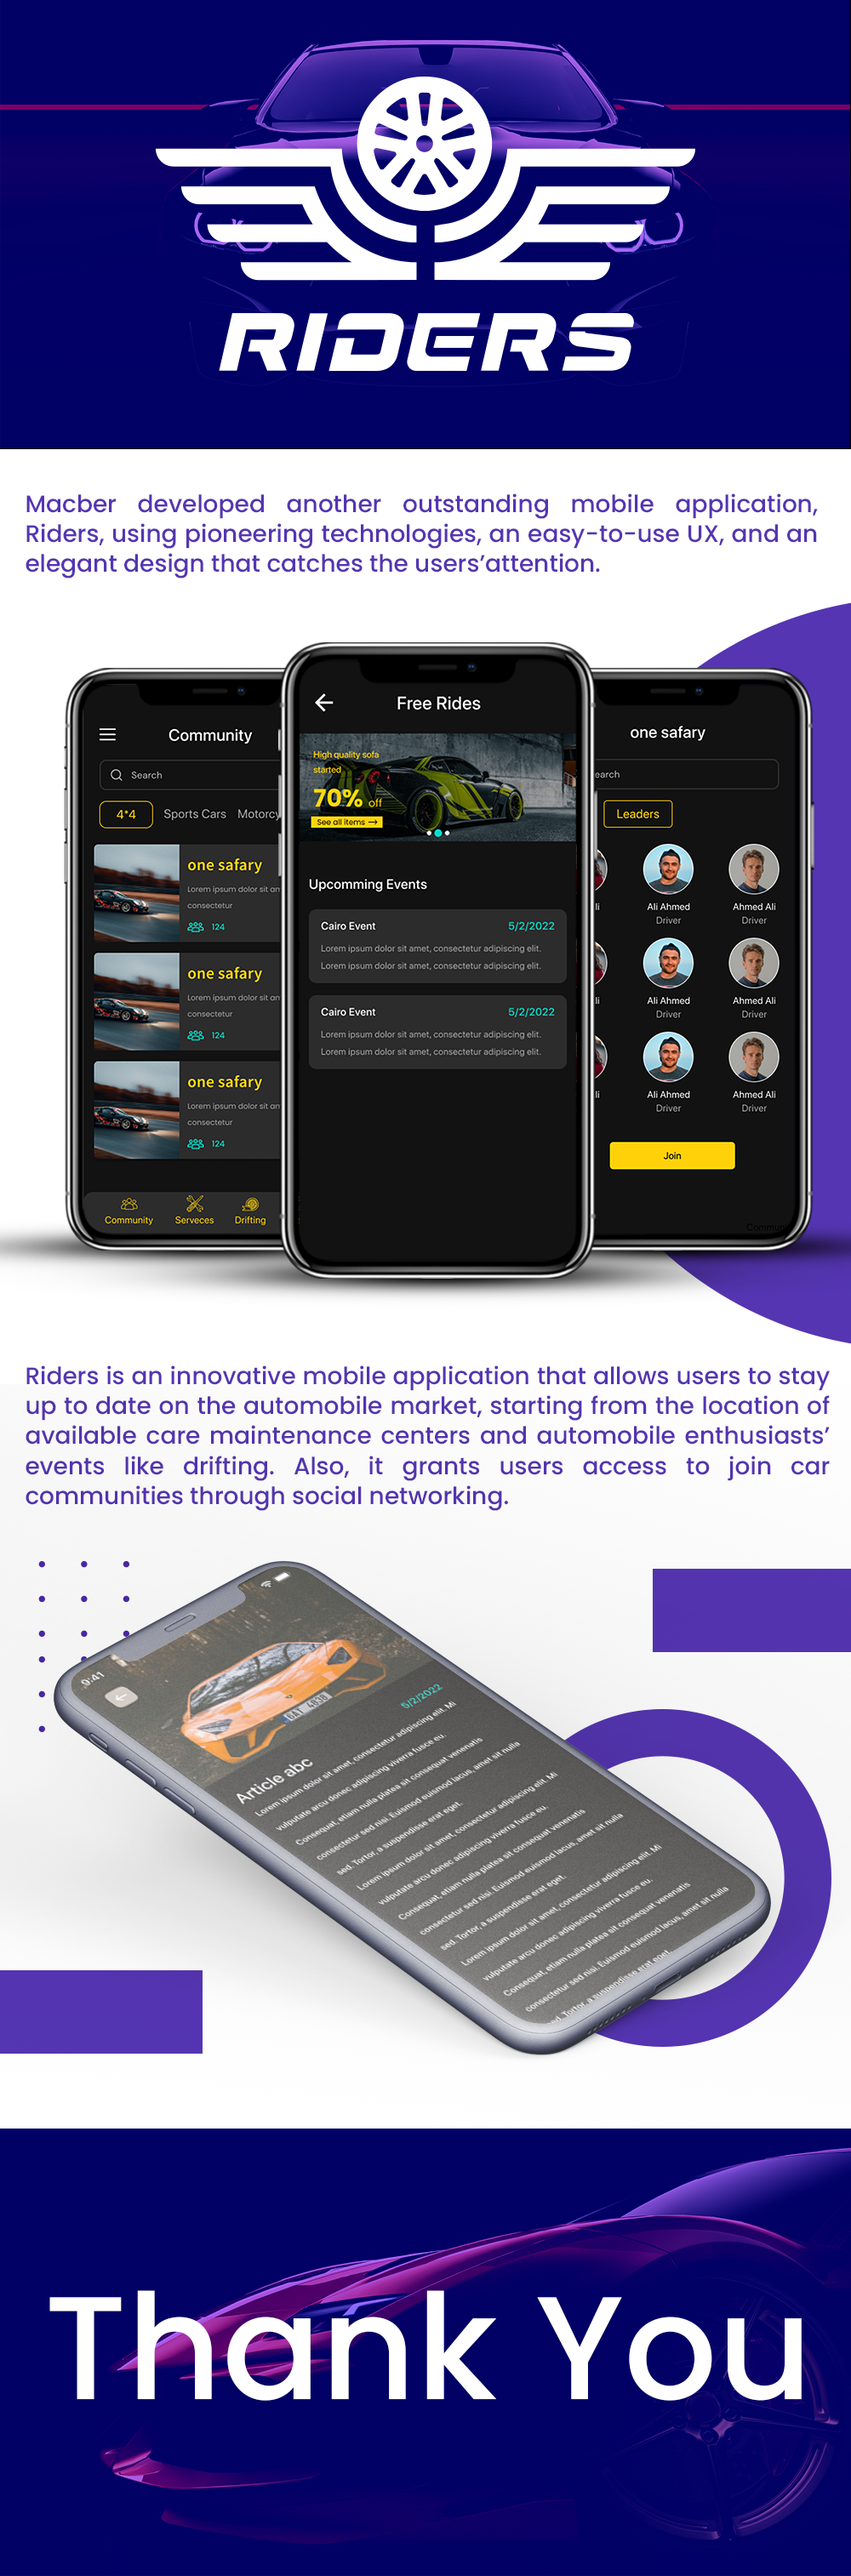 RIDERS
Macber developed another outstanding mobile application,
Riders, using pioneering technologies, an easy-to-use UX, and an
elegant design that catches the users'attention.
Community
Search
4*4
Sports Cars
Motorcy
one safary
Lorem ipsum dolor sit am
consectetur
124
one safary
Lorem ipsum dolor sit am
consectetur
124
one safary
Lorem ipsum dolor sit am
consectetur
124
Community
Serveces
Drifting
Free Rides
High quality sofa
started
70% off
See all items
Upcomming Events
Cairo Event
5/2/2022
Lorem ipsum dolor sit amet, consectetur adipiscing elit.
Lorem ipsum dolor sit amet, consectetur adipiscing elit.
Cairo Event
5/2/2022
Lorem ipsum dolor sit amet, consectetur adipiscing elit.
Lorem ipsum dolor sit amet, consectetur adipiscing elit.
one safary
earch
Leaders
li
Ali Ahmed
Ahmed Ali
Driver
Driver
li
Ali Ahmed
Ahmed Ali
Driver
Driver
li
Ali Ahmed
Ahmed Ali
Driver
Driver
Join
Commu
Riders is an innovative mobile application that allows users to stay
up to date on the automobile market, starting from the location of
available care maintenance centers and automobile enthusiasts'
events like drifting. Also, it grants users access to join car
communities through social networking.
9:41
5/2/2022
Article abc
Lorem ipsum dolor sit amet, consectetur adipiscing elit. Mi
vulputate arcu donec adipiscing viverra fusce eu.
Consequat, etiam nulla platea sit consequat venenatis
consectetur sed nisi. Euismod euismod lacus, amet sit nulla
sed. Tortor, a suspendisse erat eget.
Lorem ipsum dolor sit amet, consectetur adipiscing elit. Mi
vulputate arcu donec adipiscing viverra fusce eu.
Consequat, etiam nulla platea sit consequat venenatis
consectetur sed nisi. Euismod euismod lacus, amet sit nulla
sed. Tortor, a suspendisse erat eget.
Lorem ipsum dolor sit amet, consectetur adipiscing elit. Mi
vulputate arcu donec adipiscing viverra fusce eu.
Consequat, etiam nulla platea sit consequat venenatis
consectetur sed nisi. Euismod euismod lacus, amet sit nulla
ed. Tortor, a suspendisse erat eget.
Thank You